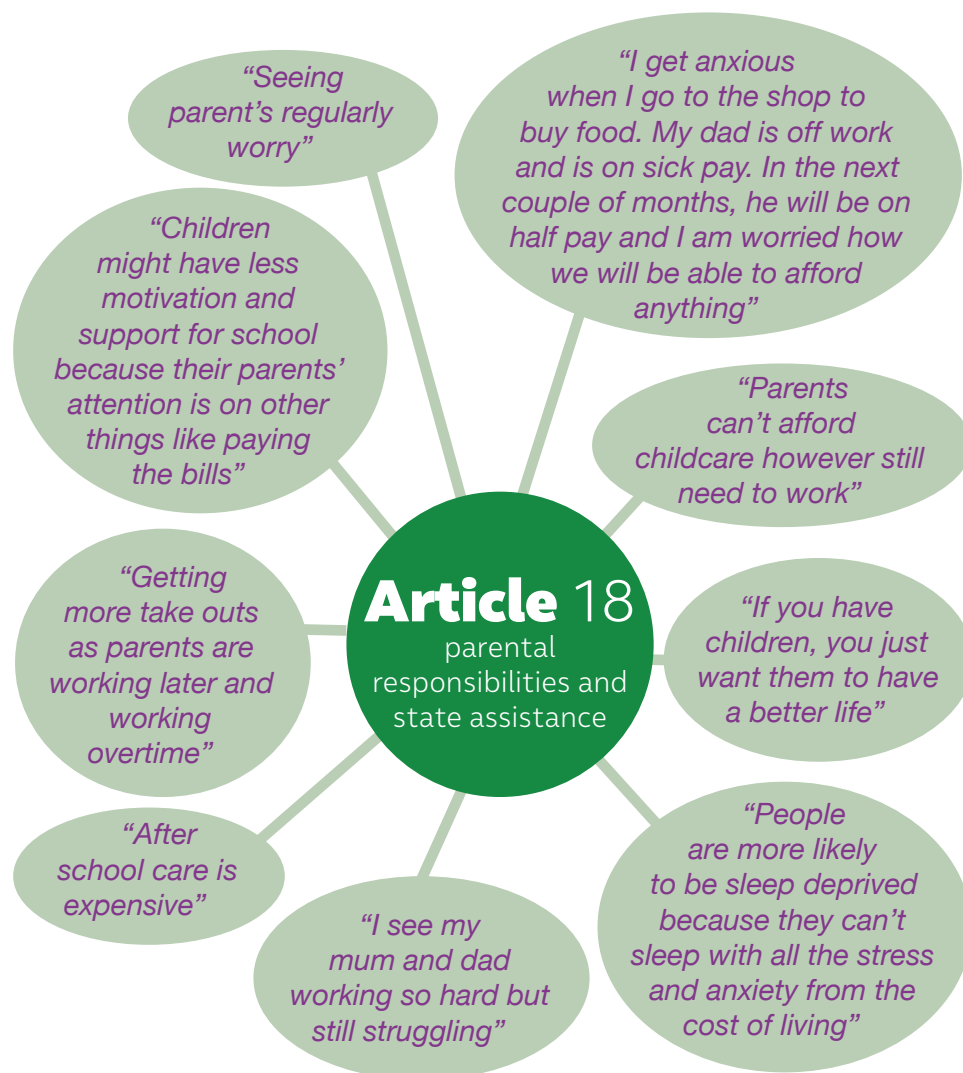 “Seeing
parent’s regularly
worry”
“I get anxious
when I go to the shop to
buy food. My dad is off work
and is on sick pay. In the next
couple of months, he will be on
half pay and I am worried how
we will be able to afford
anything”
“Children
might have less
motivation and
support for school
because their parents’
attention is on other
things like paying
the bills”
“Parents
can’t afford
childcare however still
need to work”
Article 18
parental
responsibilities and
state assistance
“Getting
more take outs
as parents are
working later and
working
overtime”
“If you have
children, you just
want them to have
a better life”
“After
school care is
expensive”
“I see my
mum and dad
working so hard but
still struggling”
“People
are more likely
to be sleep deprived
because they can’t
sleep with all the stress
and anxiety from the
cost of living”